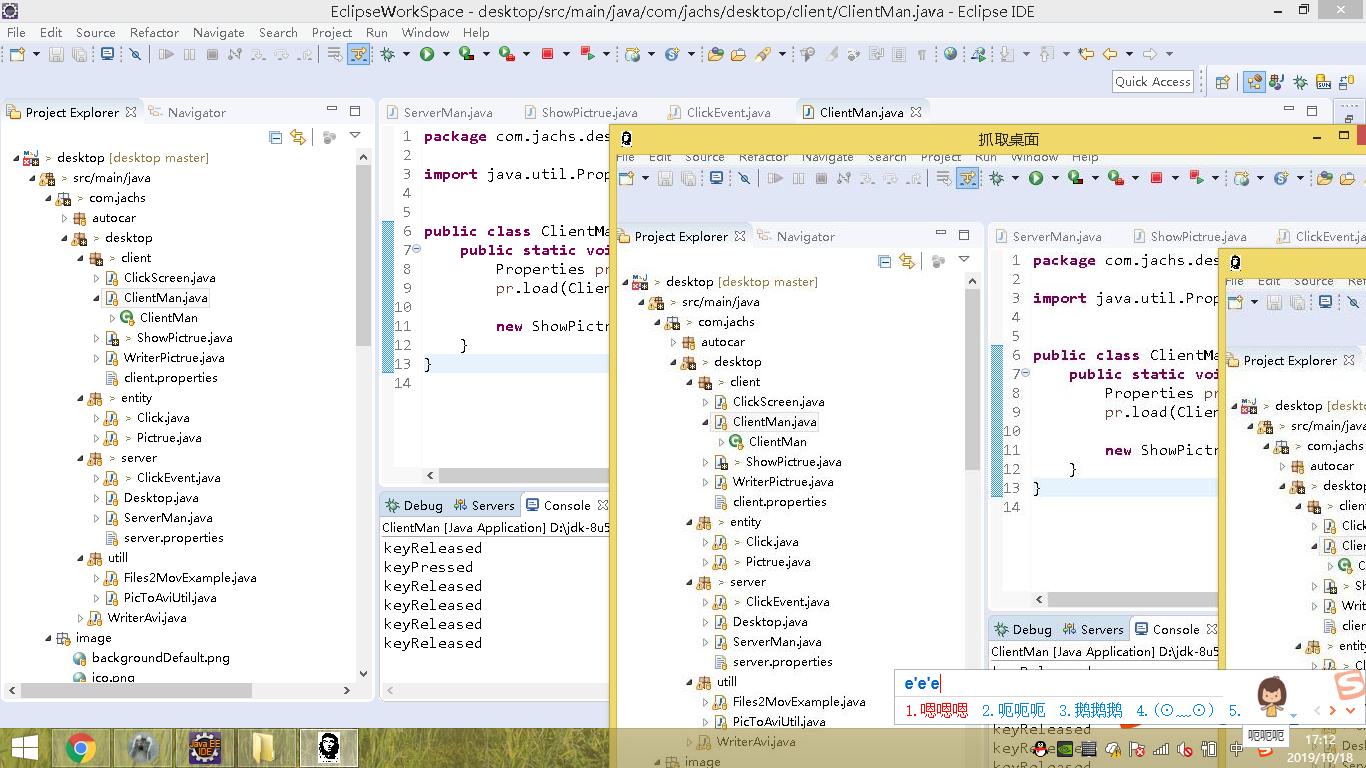 EclipseWorkSpace - desktop/src/main/java/com/jachs/desktop/client/ClientMan.java - Eclipse IDE
File Edit Source Refactor Navigate Search Project Run Window Help
Quick Access
Project Explorer Navigator
desktop [desktop master]
src/main/java
com.jachs
autocar
desktop
client
ClickScreen.java
ClientMan.java
ClientMan
ShowPictrue.java
WriterPictrue.java
client.properties
entity
Click.java
Pictrue.java
server
ClickEvent.java
Desktop.java
ServerMan.java
server.properties
utill
Files2MovExample.java
PicToAviUtil.java
WriterAvi.java
image
backgroundDefault.png
ico.png
ServerMan.java ShowPictrue.java ClickEvent.java ClientMan.java
1 package com.jachs.des
2
3 import java.util.Prop
4
5
6 public class ClientMa
7 public static voi
8 Properties pr
9 pr.load(Clien
10
11 new ShowPictr
12 }
13 }
14
Debug Servers Console
ClientMan [Java Application] D:\jdk-8u5
keyReleased
keyPressed
keyReleased
keyReleased
keyReleased
keyReleased
抓取桌面
File Edit Source Refactor Navigate Search Project Run Window Help
Project Explorer Navigator
desktop [desktop master]
src/main/java
com.jachs
autocar
desktop
client
ClickScreen.java
ClientMan.java
ClientMan
ShowPictrue.java
WriterPictrue.java
client.properties
entity
Click.java
Pictrue.java
server
ClickEvent.java
Desktop.java
ServerMan.java
server.properties
utill
Files2MovExample.java
PicToAviUtil.java
WriterAvi.java
image
ServerMan.java ShowPictrue.java ClickEvent.ja
1 package com.jachs.des
2
3 import java.util.Prop
4
5
6 public class ClientMa
7 public static voi
8 Properties pr
9 pr.load(Clien
10
11 new ShowPictr
12 }
13 }
14
Debug Servers Console
ClientMan [Java Application] D:\jdk-8u5
File Edit Source
Project Explorer
desktop [deskto
src/main/java
com.jachs
autocar
deskto
clien
Click
Clien
C
Sh
Writ
clien
entity
e'e'e
1.嗯嗯嗯 2.呃呃呃 3.鹅鹅鹅 4.(⊙﹏⊙) 5.
呃呃呃
Java EE
IDE
中
17:12
2019/10/18